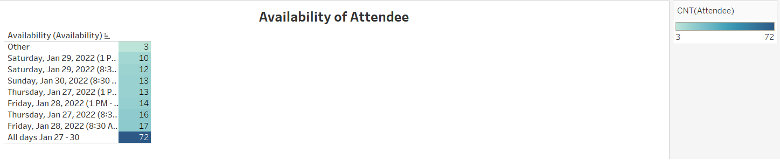 Availability of Attendee
Availability (Availability)
Other 3
Saturday, Jan 29, 2022 (1 P.. 10
Saturday, Jan 29, 2022 (8:3.. 12
Sunday, Jan 30, 2022 (8:30 .. 13
Thursday, Jan 27, 2022 (1 P.. 13
Friday, Jan 28, 2022 (1 PM - .. 14
Thursday, Jan 27, 2022 (8:3.. 16
Friday, Jan 28, 2022 (8:30 A.. 17
All days Jan 27 - 30 72
CNT(Attendee)
3 72